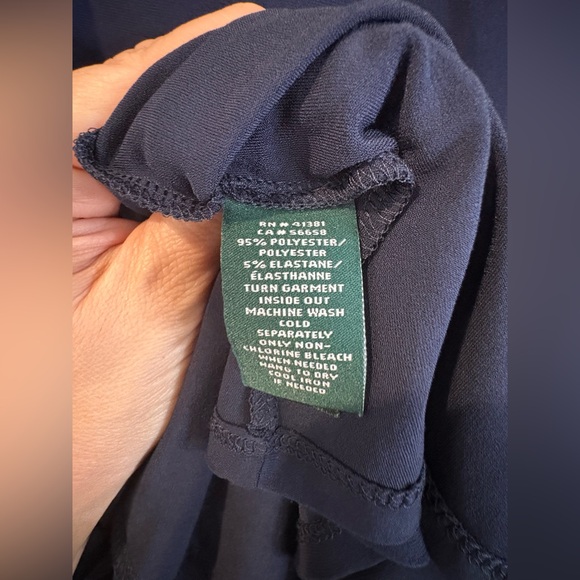 RN # 41381
CA # 56658
95% POLYESTER/
POLYESTER
5% ELASTANE/
ÉLASTHANNE
TURN GARMENT
INSIDE OUT
MACHINE WASH
COLD
SEPARATELY
ONLY NON-
CHLORINE BLEACH
WHEN NEEDED
HANG TO DRY
COOL IRON
IF NEEDED